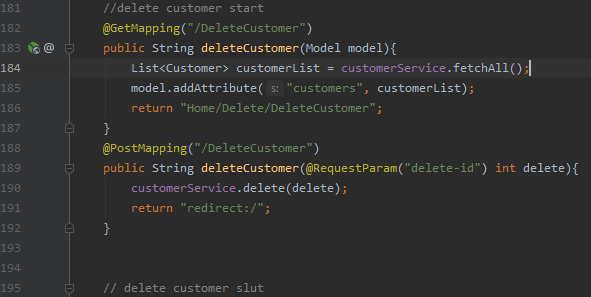 181 //delete customer start
182 @GetMapping("/DeleteCustomer")
183 @ public String deleteCustomer(Model model){
184 List<Customer> customerList = customerService.fetchAll();
185 model.addAttribute( s: "customers", customerList);
186 return "Home/Delete/DeleteCustomer";
187 }
188 @PostMapping("/DeleteCustomer")
189 public String deleteCustomer(@RequestParam("delete-id") int delete){
190 customerService.delete(delete);
191 return "redirect:/";
192 }
193
194
195 // delete customer slut